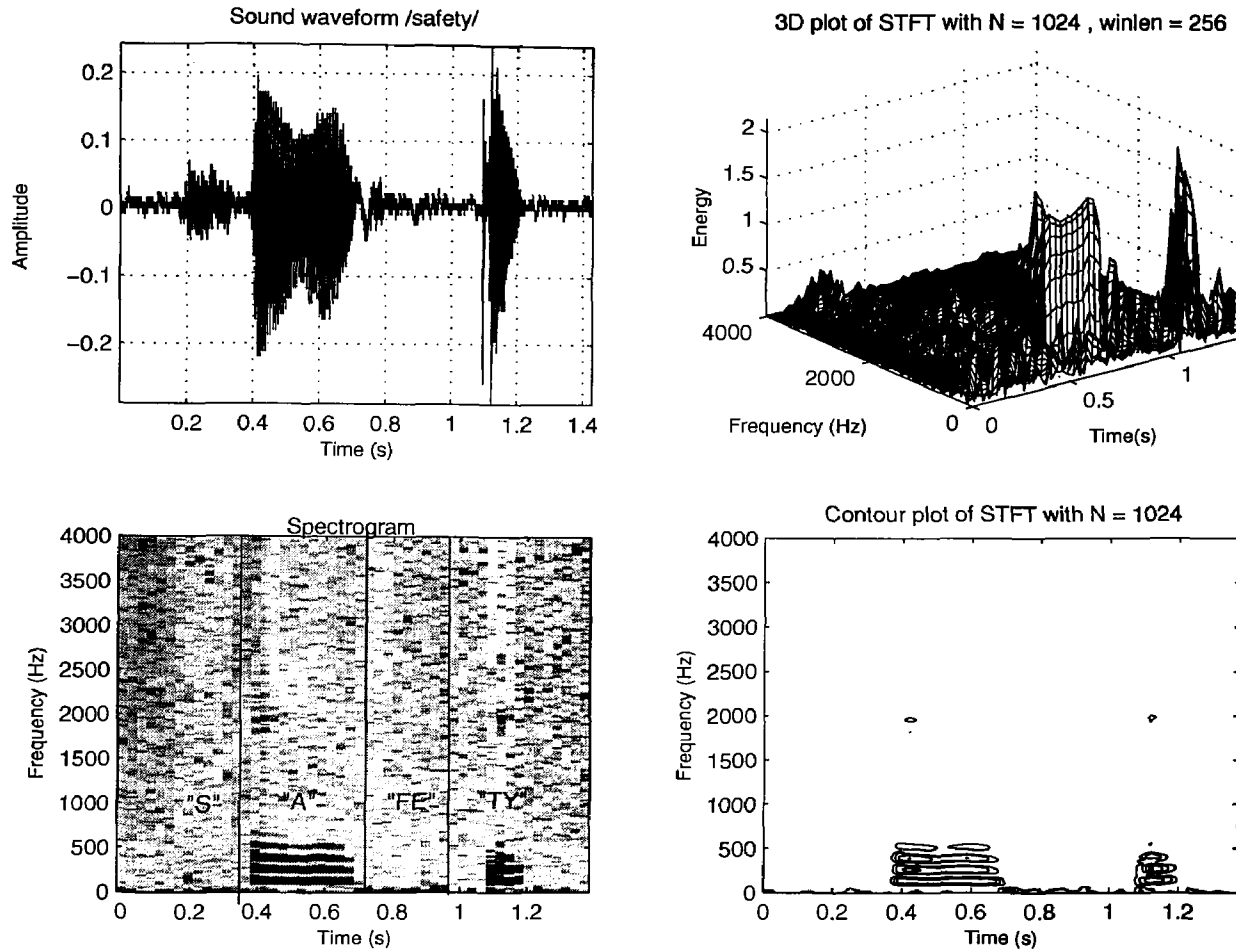 Sound waveform /safety/
0.2
0.1
0
−0.1
−0.2
Amplitude
0.2 0.4 0.6 0.8 1 1.2 1.4
Time (s)
3D plot of STFT with N = 1024 , winlen = 256
2
1.5
1
0.5
Energy
4000
2000
0
Frequency (Hz)
0
0.5
1
Time(s)
Spectrogram
4000
3500
3000
2500
2000
1500
1000
500
0
Frequency (Hz)
"S" "A" "FE" "TY"
0 0.2 0.4 0.6 0.8 1 1.2
Time (s)
Contour plot of STFT with N = 1024
4000
3500
3000
2500
2000
1500
1000
500
0
Frequency (Hz)
0 0.2 0.4 0.6 0.8 1 1.2
Time (s)